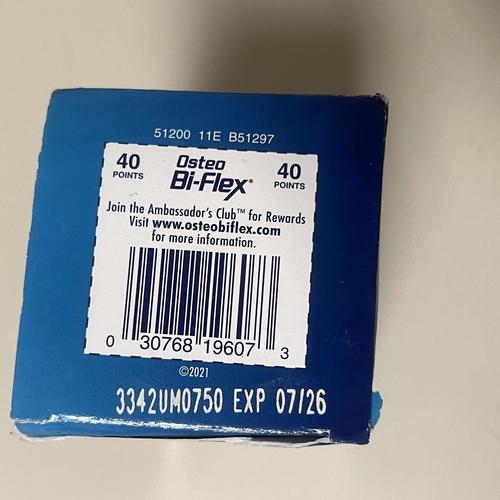 51200 11E B51297
40 POINTS
Osteo Bi-Flex®
40 POINTS
Join the Ambassador's Club™ for Rewards
Visit www.osteobiflex.com
for more information.
0 30768 19607 3
©2021
3342UM0750 EXP 07/26